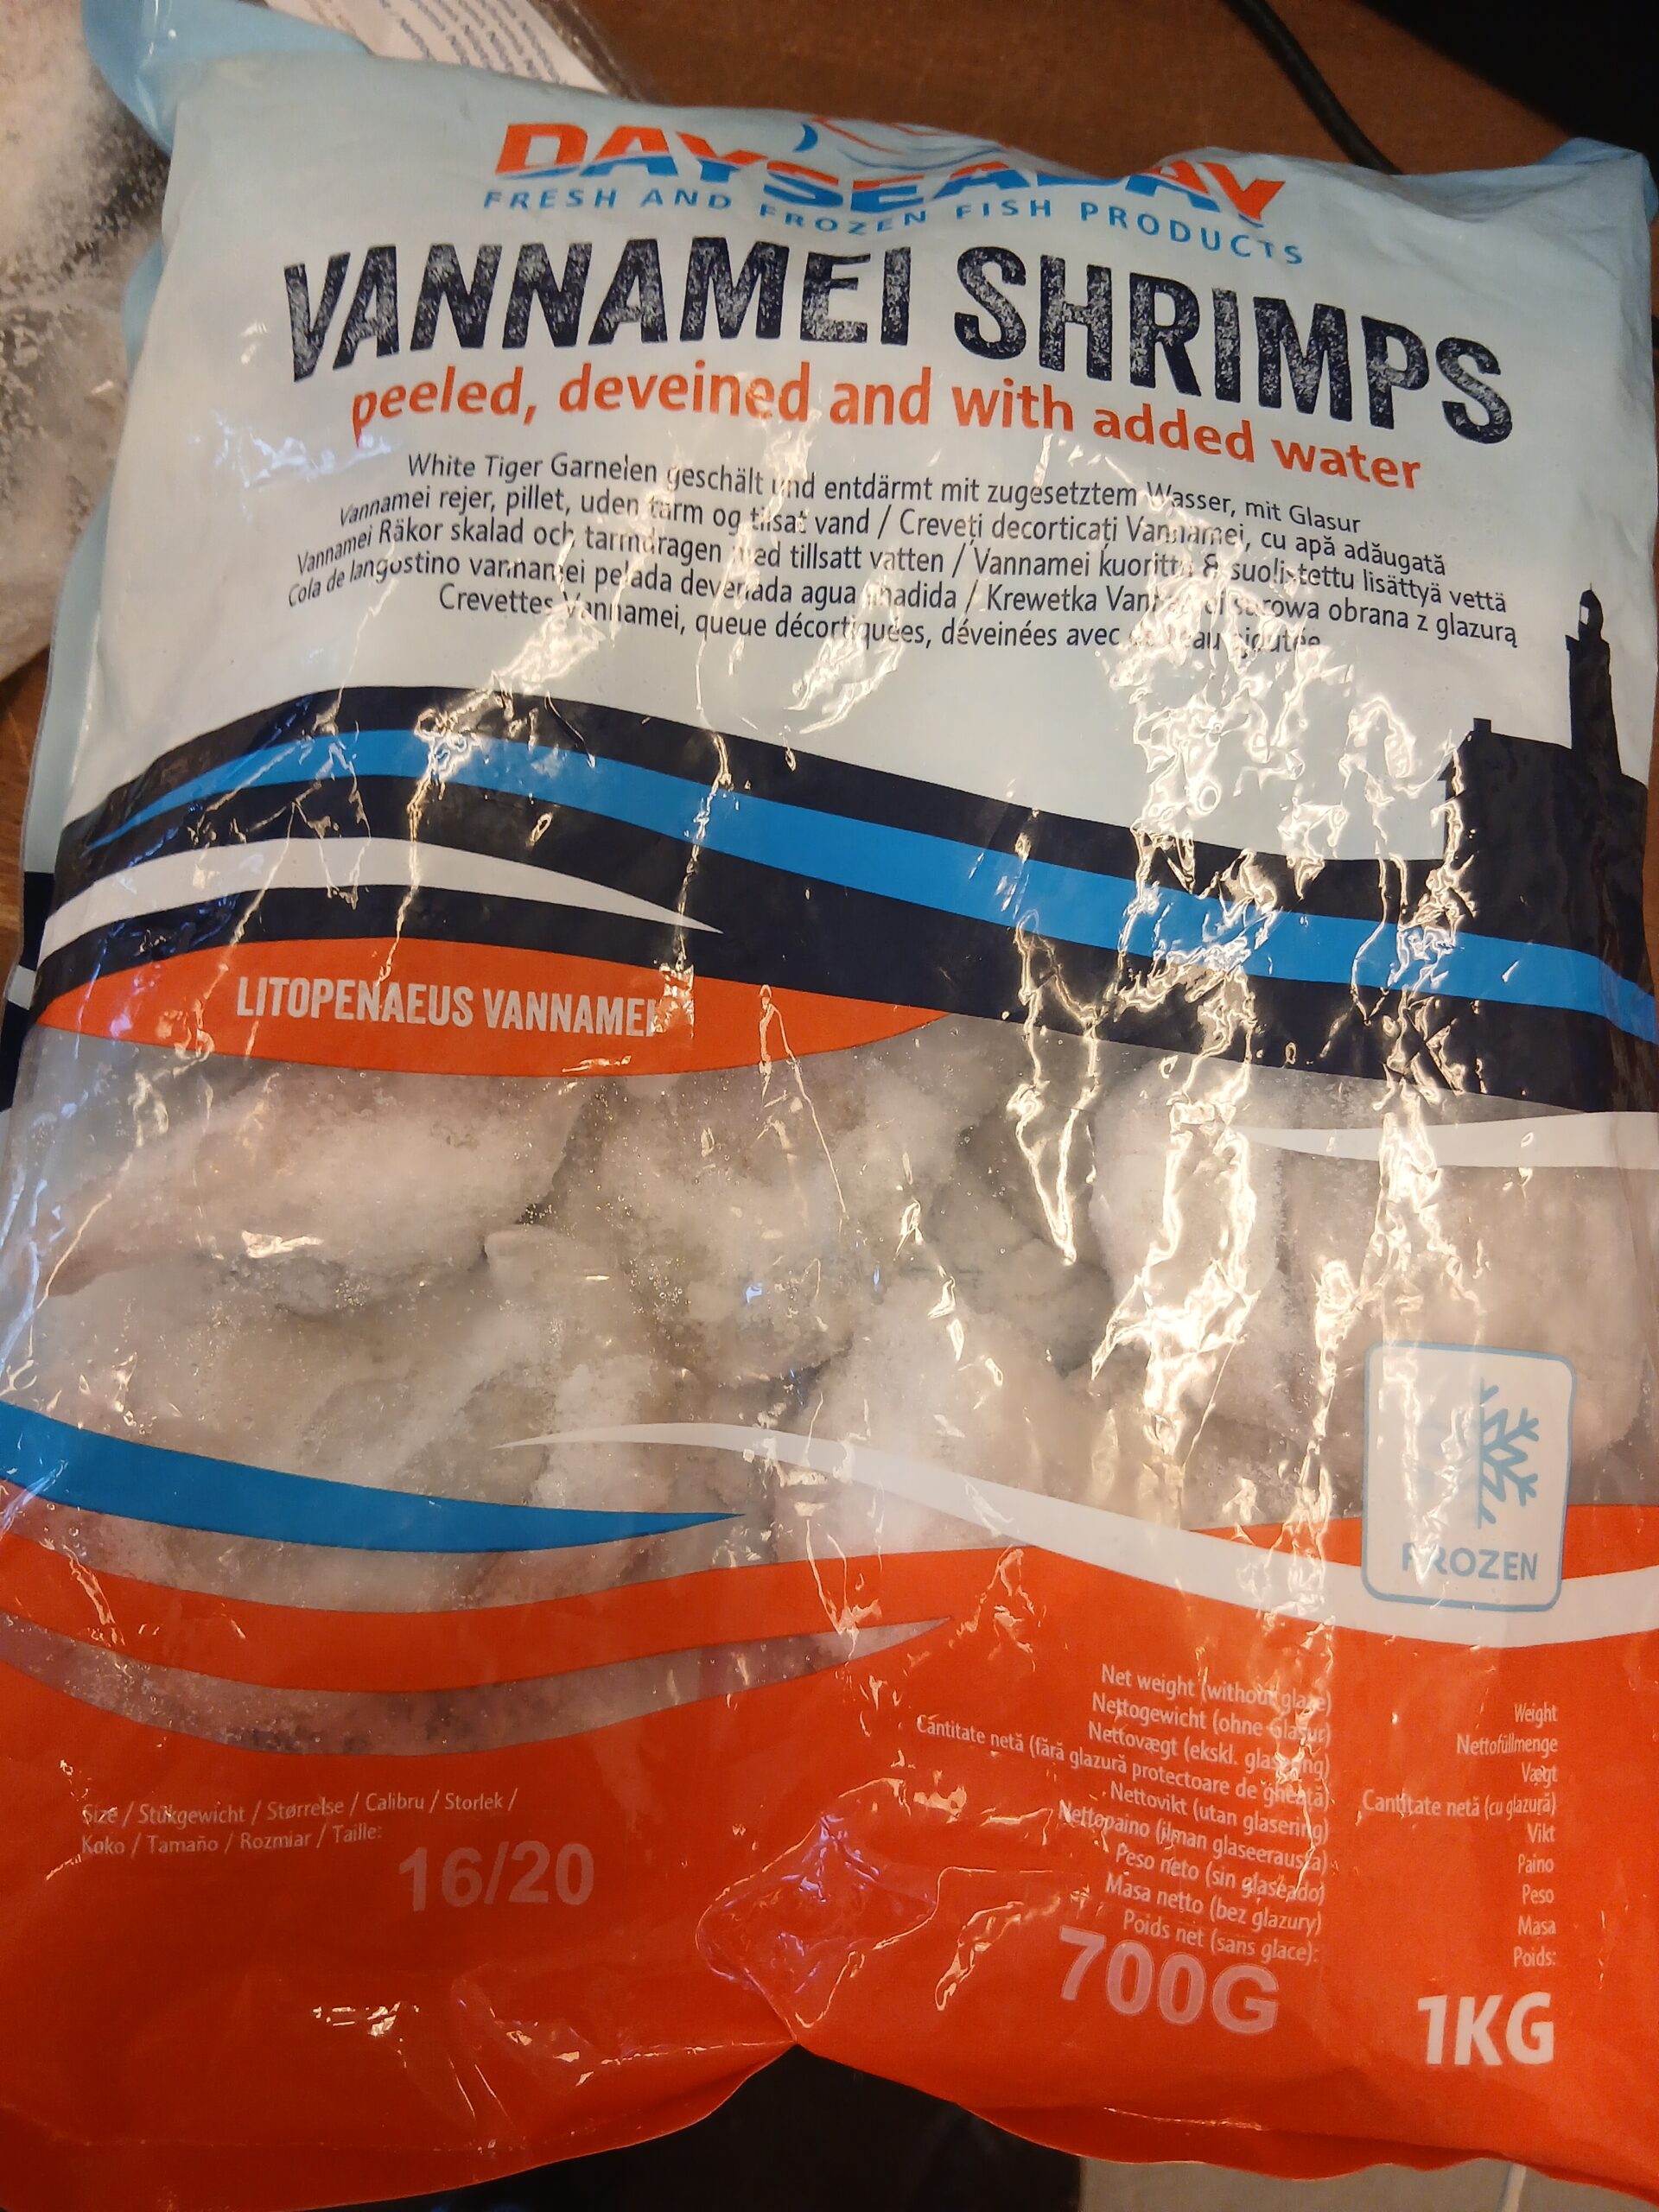 DAYSEADAY
FRESH AND FROZEN FISH PRODUCTS
VANNAMEI SHRIMPS
peeled, deveined and with added water
White Tiger Garnelen geschält und entdärmt mit zugesetztem Wasser, mit Glasur
Vannamei rejer, pillet, uden tarm og tilsat vand / Creveți decorticați Vannamei, cu apă adăugată
Vannamei Räkor skalad och tarmdragen med tillsatt vatten / Vannamei kuorittu & suolistettu lisättyä vettä
Cola de langostino vannamei pelada devenada agua añadida / Krewetka Vannamei surowa obrana z glazurą
Crevettes Vannamei, queue décortiquées, déveinées avec de l'eau ajoutée
LITOPENAEUS VANNAMEI
FROZEN
Size / Stükgewicht / Størrelse / Calibru / Storlek /
Koko / Tamaño / Rozmiar / Taille:
16/20
Net weight (without glaze)
Nettogewicht (ohne Glasur)
Nettovægt (ekskl. glasering)
Cantitate netă (fără glazură protectoare de gheață)
Nettovikt (utan glasering)
Nettopaino (ilman glaseerausta)
Peso neto (sin glaseado)
Masa netto (bez glazury)
Poids net (sans glace):
700G
Weight
Nettofüllmenge
Vægt
Cantitate netă (cu glazură)
Vikt
Paino
Peso
Masa
Poids:
1KG